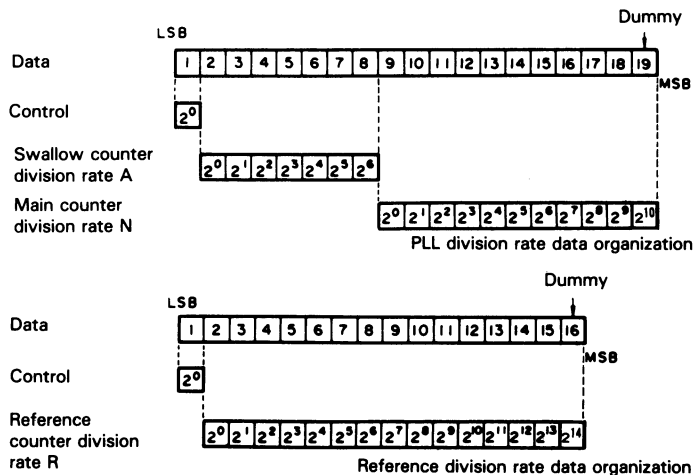 Dummy
LSB
Data
1 2 3 4 5 6 7 8 9 10 11 12 13 14 15 16 17 18 19
MSB
Control
2⁰
Swallow counter
division rate A
2⁰ 2¹ 2² 2³ 2⁴ 2⁵ 2⁶
Main counter
division rate N
2⁰ 2¹ 2² 2³ 2⁴ 2⁵ 2⁶ 2⁷ 2⁸ 2⁹ 2¹⁰
PLL division rate data organization
Dummy
LSB
Data
1 2 3 4 5 6 7 8 9 10 11 12 13 14 15 16
MSB
Control
2⁰
Reference
counter division
rate R
2⁰ 2¹ 2² 2³ 2⁴ 2⁵ 2⁶ 2⁷ 2⁸ 2⁹ 2¹⁰ 2¹¹ 2¹² 2¹³ 2¹⁴
Reference division rate data organization